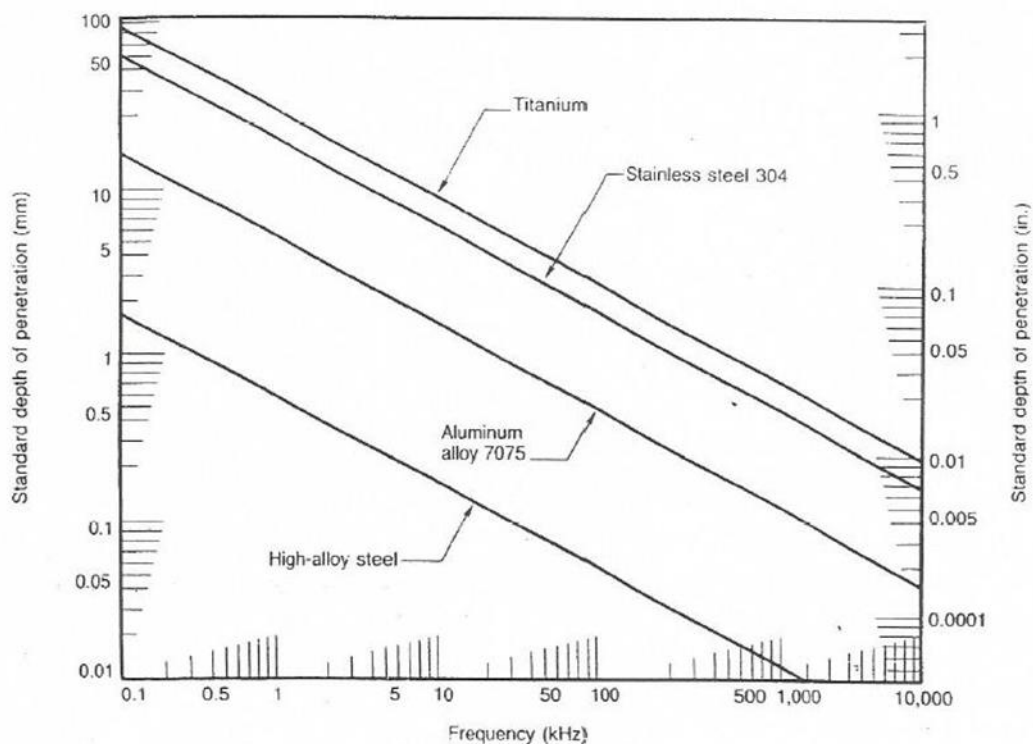 100
50
10
5
1
0.5
0.1
0.05
0.01
Standard depth of penetration (mm)
Titanium
Stainless steel 304
Aluminum
alloy 7075
High-alloy steel
1
0.5
0.1
0.05
0.01
0.005
0.0001
Standard depth of penetration (in.)
0.1 0.5 1 5 10 50 100 500 1,000 10,000
Frequency (kHz)